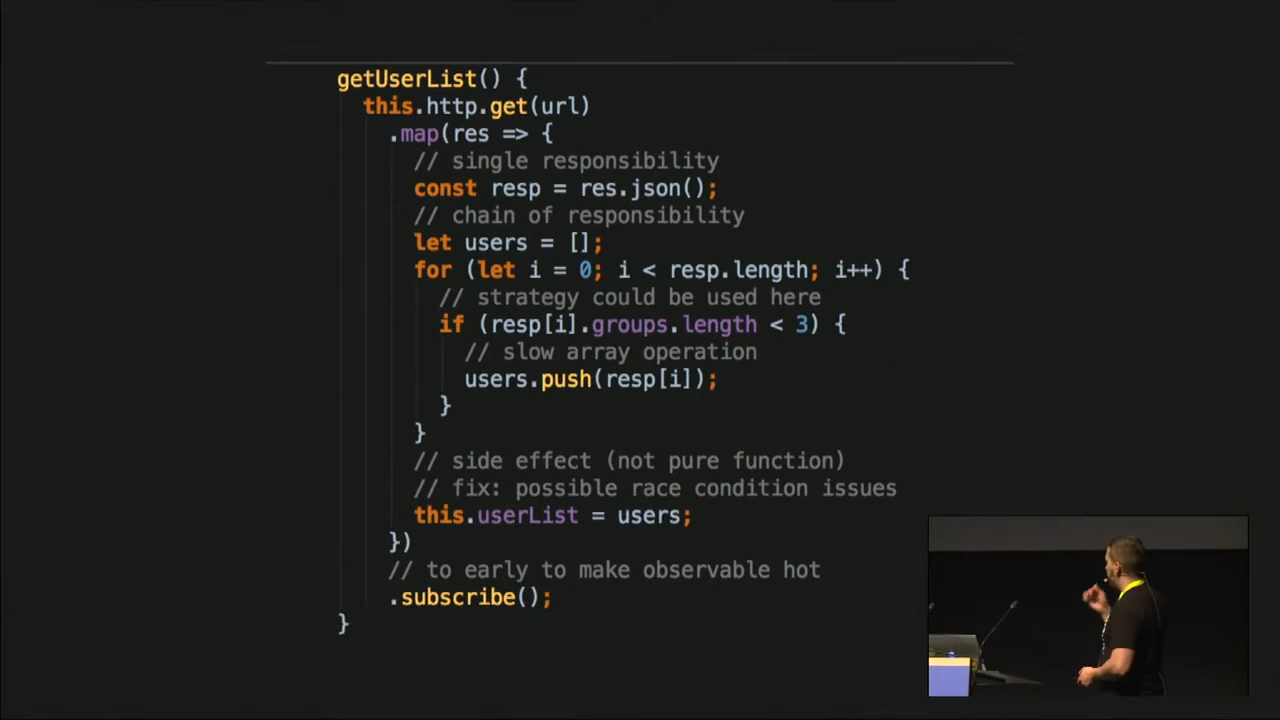 getUserList() {
this.http.get(url)
.map(res => {
// single responsibility
const resp = res.json();
// chain of responsibility
let users = [];
for (let i = 0; i < resp.length; i++) {
// strategy could be used here
if (resp[i].groups.length < 3) {
// slow array operation
users.push(resp[i]);
}
}
// side effect (not pure function)
// fix: possible race condition issues
this.userList = users;
})
// to early to make observable hot
.subscribe();
}